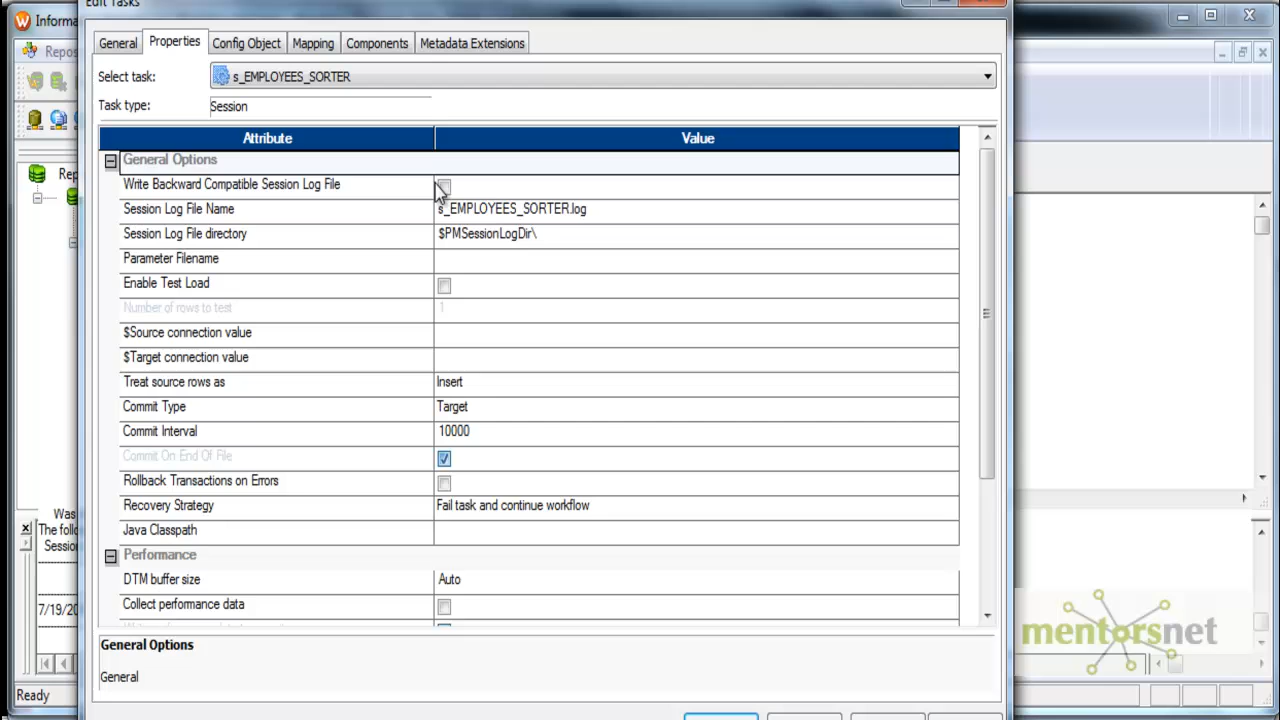 Edit Tasks
Informa
Repos
General Properties Config Object Mapping Components Metadata Extensions
Select task: s_EMPLOYEES_SORTER
Task type: Session
Attribute Value
General Options
Write Backward Compatible Session Log File
Session Log File Name s_EMPLOYEES_SORTER.log
Session Log File directory $PMSessionLogDir\
Parameter Filename
Enable Test Load
Number of rows to test 1
$Source connection value
$Target connection value
Treat source rows as Insert
Commit Type Target
Commit Interval 10000
Commit On End Of File
Rollback Transactions on Errors
Recovery Strategy Fail task and continue workflow
Java Classpath
Performance
DTM buffer size Auto
Collect performance data
General Options
General
Rep
Was
The follo
Session
7/19/20
Ready
mentorsnet